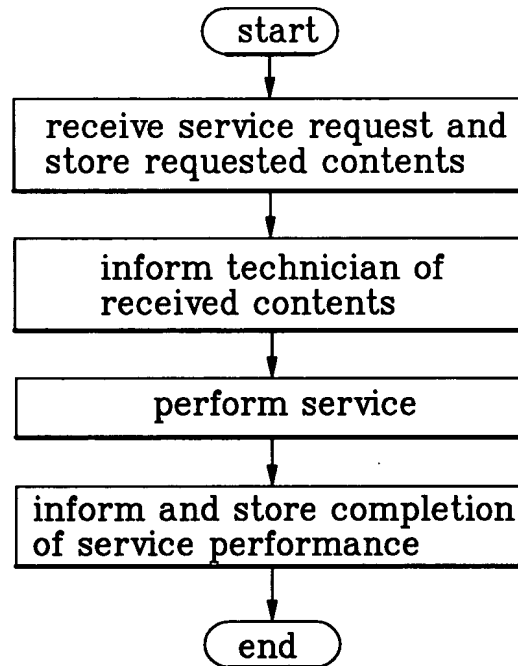 start
receive service request and
store requested contents
inform technician of
received contents
perform service
inform and store completion
of service performance
end